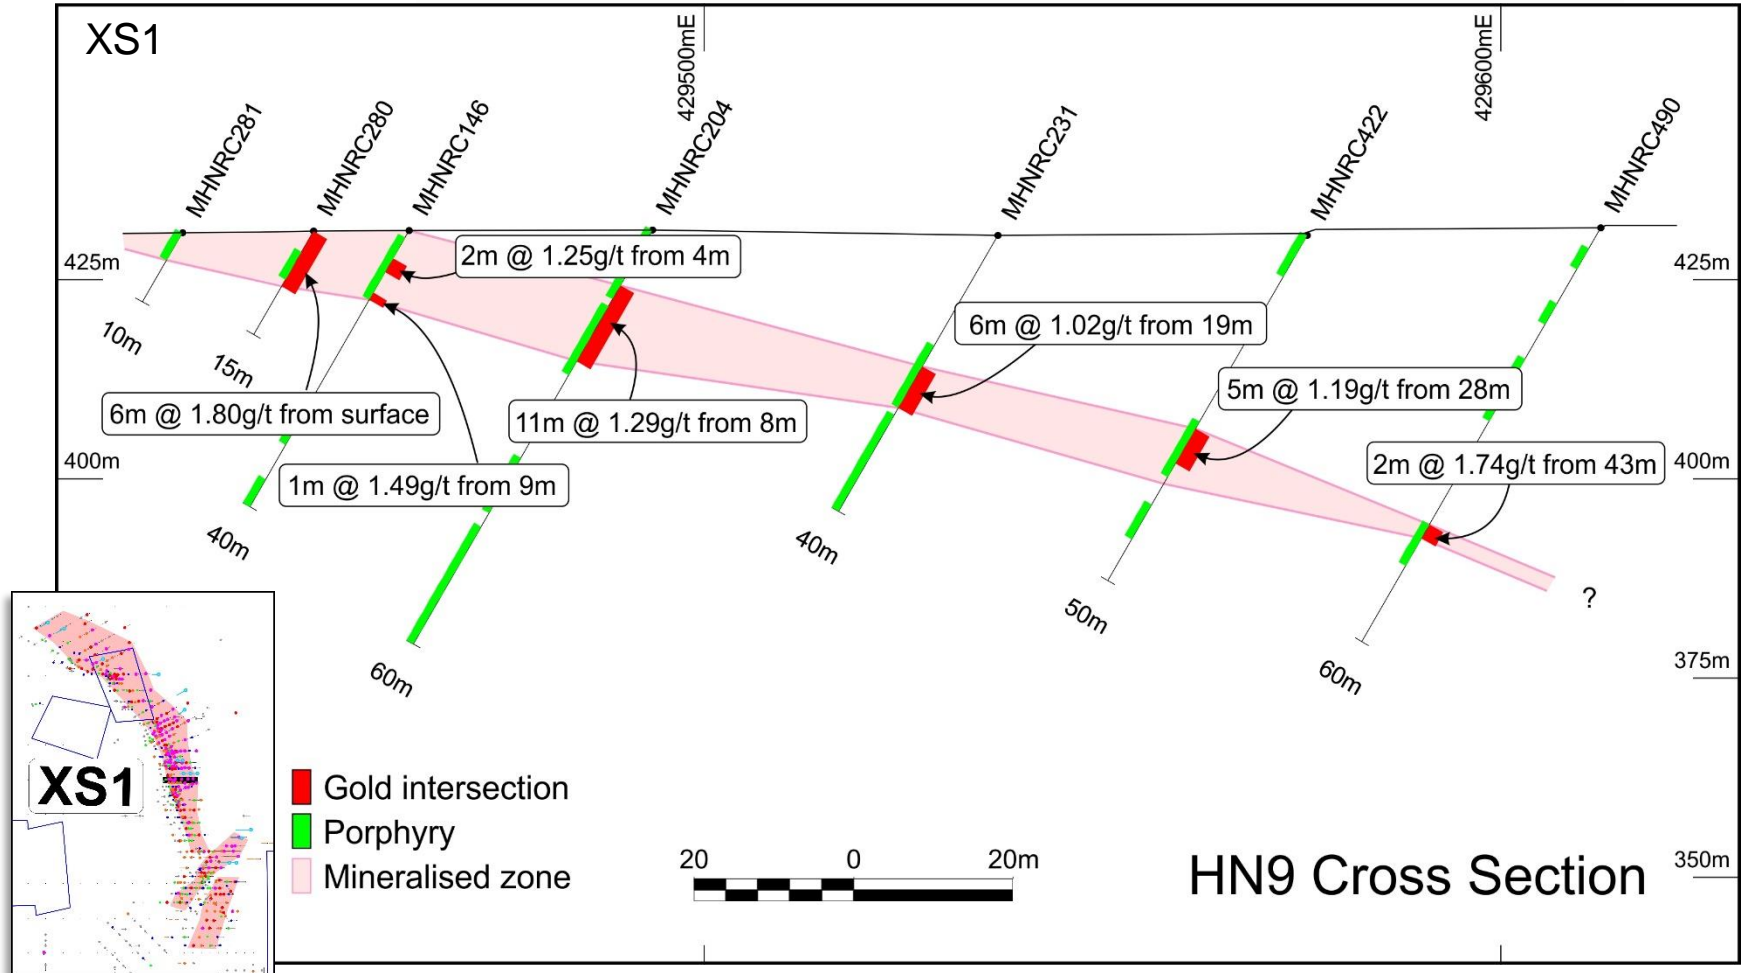 XS1
429500mE
429600mE
MHNRC281
MHNRC280
MHNRC146
MHNRC204
MHNRC231
MHNRC422
MHNRC490
2m @ 1.25g/t from 4m
425m
425m
6m @ 1.02g/t from 19m
10m
15m
5m @ 1.19g/t from 28m
6m @ 1.80g/t from surface
11m @ 1.29g/t from 8m
400m
2m @ 1.74g/t from 43m
400m
1m @ 1.49g/t from 9m
40m
40m
50m
?
60m
60m
375m
XS1
Gold intersection
Porphyry
Mineralised zone
20 0 20m
HN9 Cross Section
350m